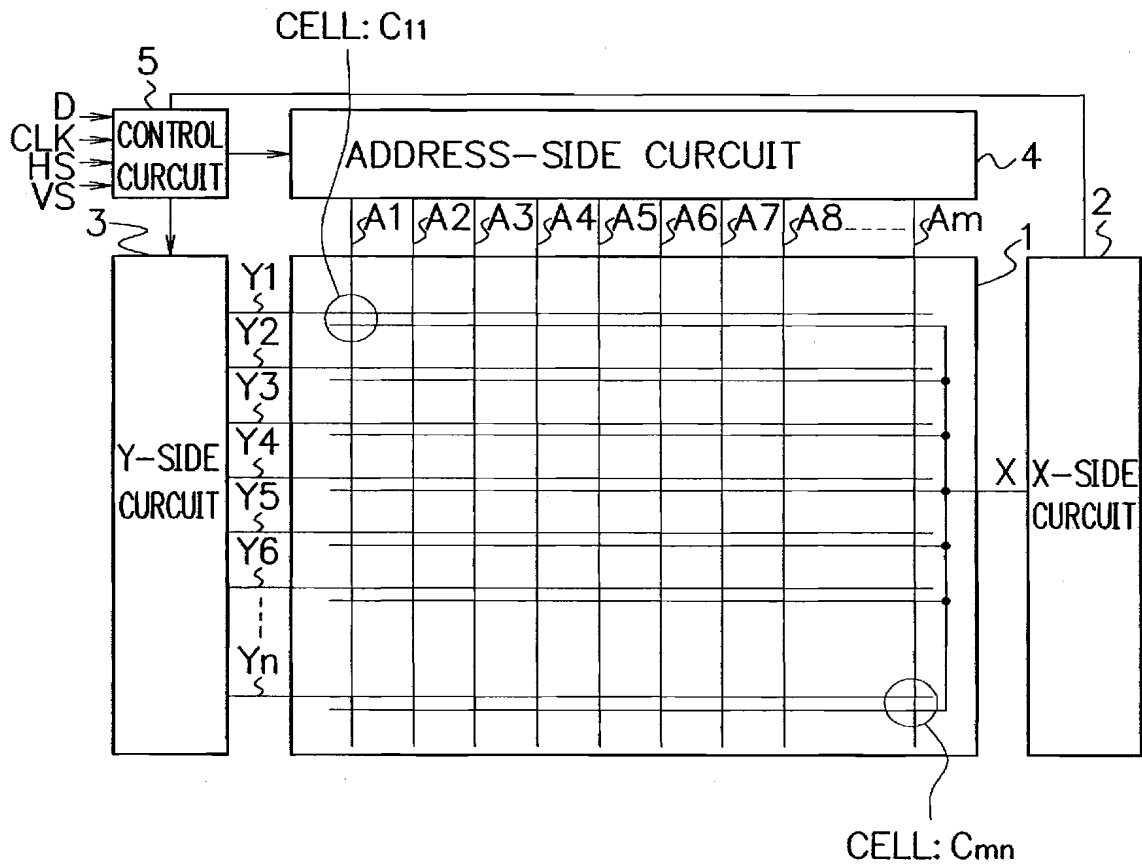 CELL: C11
5
D
CLK
HS
VS
CONTROL
CURCUIT
ADDRESS-SIDE CURCUIT
4
3
A1 A2 A3 A4 A5 A6 A7 A8 Am
1
2
Y1
Y2
Y3
Y4
Y5
Y6
Yn
Y-SIDE
CURCUIT
X
X-SIDE
CURCUIT
CELL: Cmn